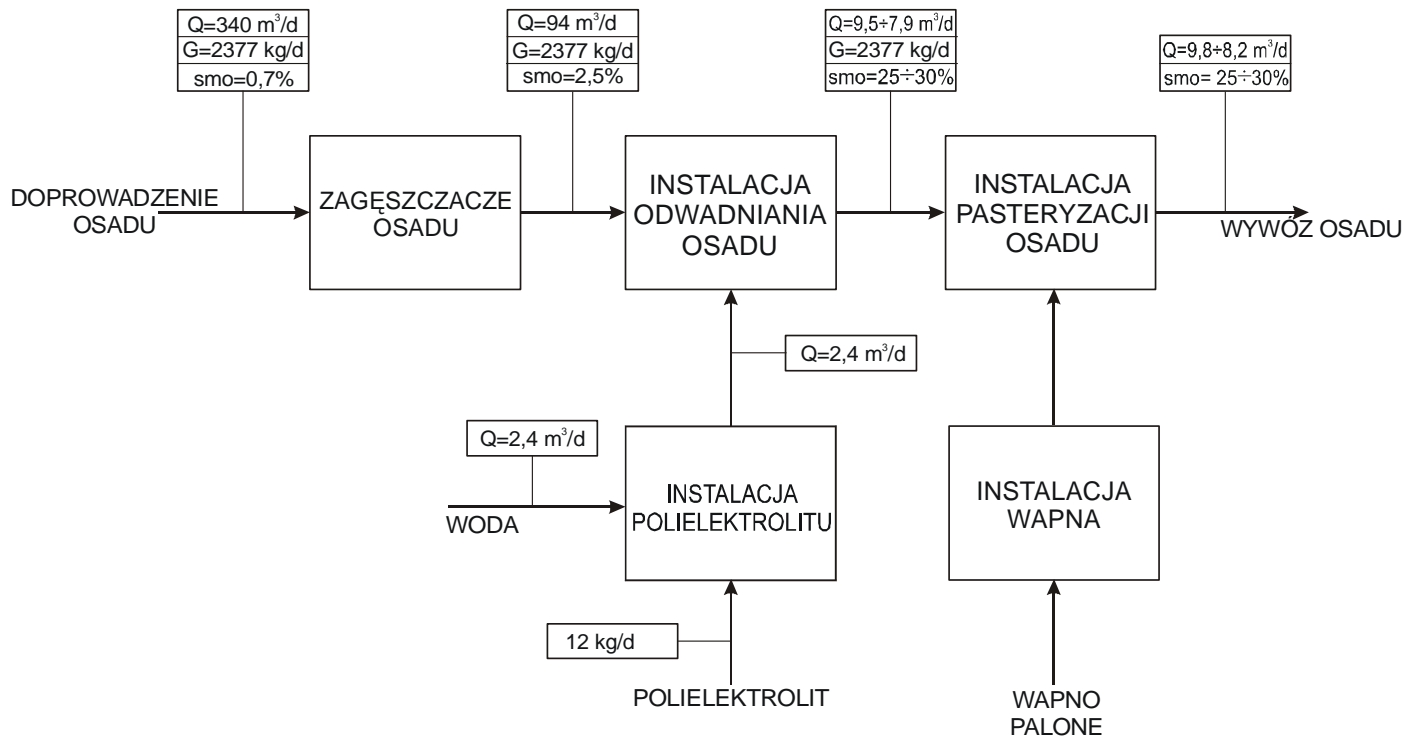 Q=340 m³/d
G=2377 kg/d
smo=0,7%
Q=94 m³/d
G=2377 kg/d
smo=2,5%
Q=9,5÷7,9 m³/d
G=2377 kg/d
smo=25÷30%
Q=9,8÷8,2 m³/d
smo= 25÷30%
DOPROWADZENIE
OSADU
ZAGĘSZCZACZE
OSADU
INSTALACJA
ODWADNIANIA
OSADU
INSTALACJA
PASTERYZACJI
OSADU
WYWÓZ OSADU
Q=2,4 m³/d
Q=2,4 m³/d
WODA
INSTALACJA
POLIELEKTROLITU
INSTALACJA
WAPNA
12 kg/d
POLIELEKTROLIT
WAPNO
PALONE